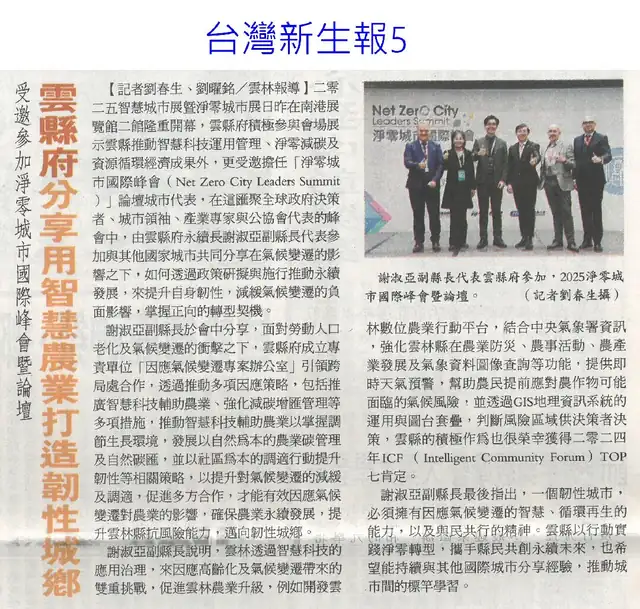 台灣新生報5
雲縣府分享用智慧農業打造韌性城鄉
受邀參加淨零城市國際峰會暨論壇
【記者劉春生、劉曜銘／雲林報導】二零
二五智慧城市展暨淨零城市展日昨在南港展
覽館二館隆重開幕，雲縣府積極參與會場展
示雲縣推動智慧科技運用管理、淨零減碳及
資源循環經濟成果外，更受邀擔任「淨零城
市國際峰會（Net Zero City Leaders Summit
）」論壇城市代表，在這匯聚全球政府決策
者、城市領袖、產業專家與公協會代表的峰
會中，由雲縣府永續長謝淑亞副縣長代表參
加與其他國家城市共同分享在氣候變遷的影
響之下，如何透過政策研擬與施行推動永續
發展，來提升自身韌性，減緩氣候變遷的負
面影響，掌握正向的轉型契機。
謝淑亞副縣長於會中分享，面對勞動人口
老化及氣候變遷的衝擊之下，雲縣府成立專
責單位「因應氣候變遷專案辦公室」引領跨
局處合作，透過推動多項因應策略，包括推
廣智慧科技輔助農業、強化減碳增匯管理等
多項措施，推動智慧科技輔助農業以掌握調
節生長環境，發展以自然為本的農業碳管理
及自然碳匯，並以社區為本的調適行動提升
韌性等相關策略，以提升對氣候變遷的減緩
及調適，促進多方合作，才能有效因應氣候
變遷對農業的影響，確保農業永續發展，提
升雲林縣抗風險能力，邁向韌性城鄉。
謝淑亞副縣長說明，雲林透過智慧科技的
應用治理，來因應高齡化及氣候變遷帶來的
雙重挑戰，促進雲林農業升級，例如開發雲
Net Zero City
Leaders Summit
淨零城市國際峰會
謝淑亞副縣長代表雲縣府參加，2025淨零城
市國際峰會暨論壇。（記者劉春生攝）
林數位農業行動平台，結合中央氣象署資訊
，強化雲林縣在農業防災、農事活動、農產
業發展及氣象資料圖像查詢等功能，提供即
時天氣預警，幫助農民提前應對農作物可能
面臨的氣候風險，並透過GIS地理資訊系統的
運用與圖台套疊，判斷風險區域供決策者決
策，雲縣的積極作為也很榮幸獲得二零二四
年ICF（Intelligent Community Forum）TOP
七肯定。
謝淑亞副縣長最後指出，一個韌性城市，
必須擁有因應氣候變遷的智慧、循環再生的
能力，以及與民共行的精神。雲縣以行動實
踐淨零轉型，攜手縣民共創永續未來，也希
望能持續與其他國際城市分享經驗，推動城
市間的標竿學習。